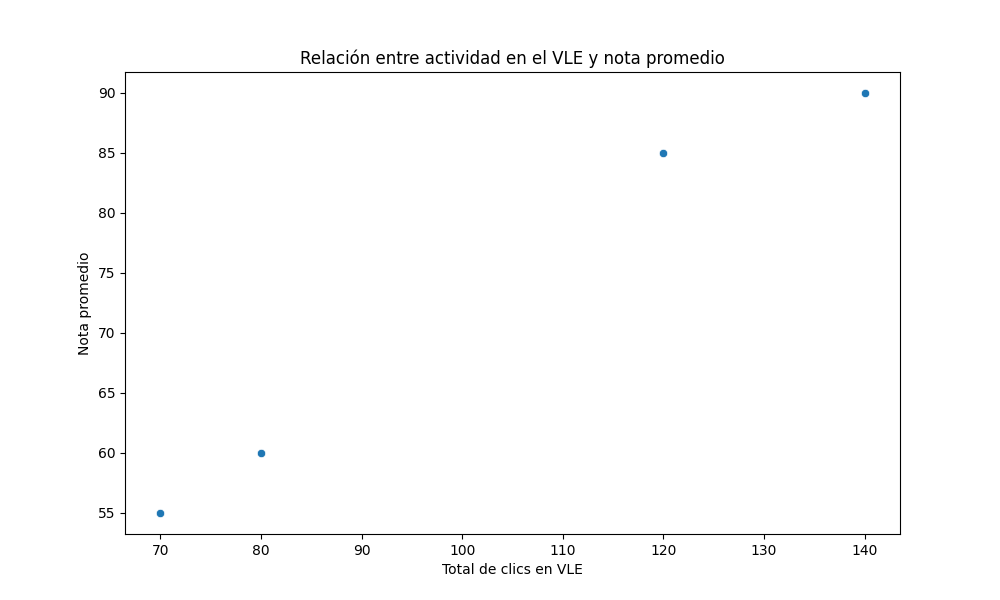 Relación entre actividad en el VLE y nota promedio
90
85
80
75
70
65
60
55
Nota promedio
70 80 90 100 110 120 130 140
Total de clics en VLE